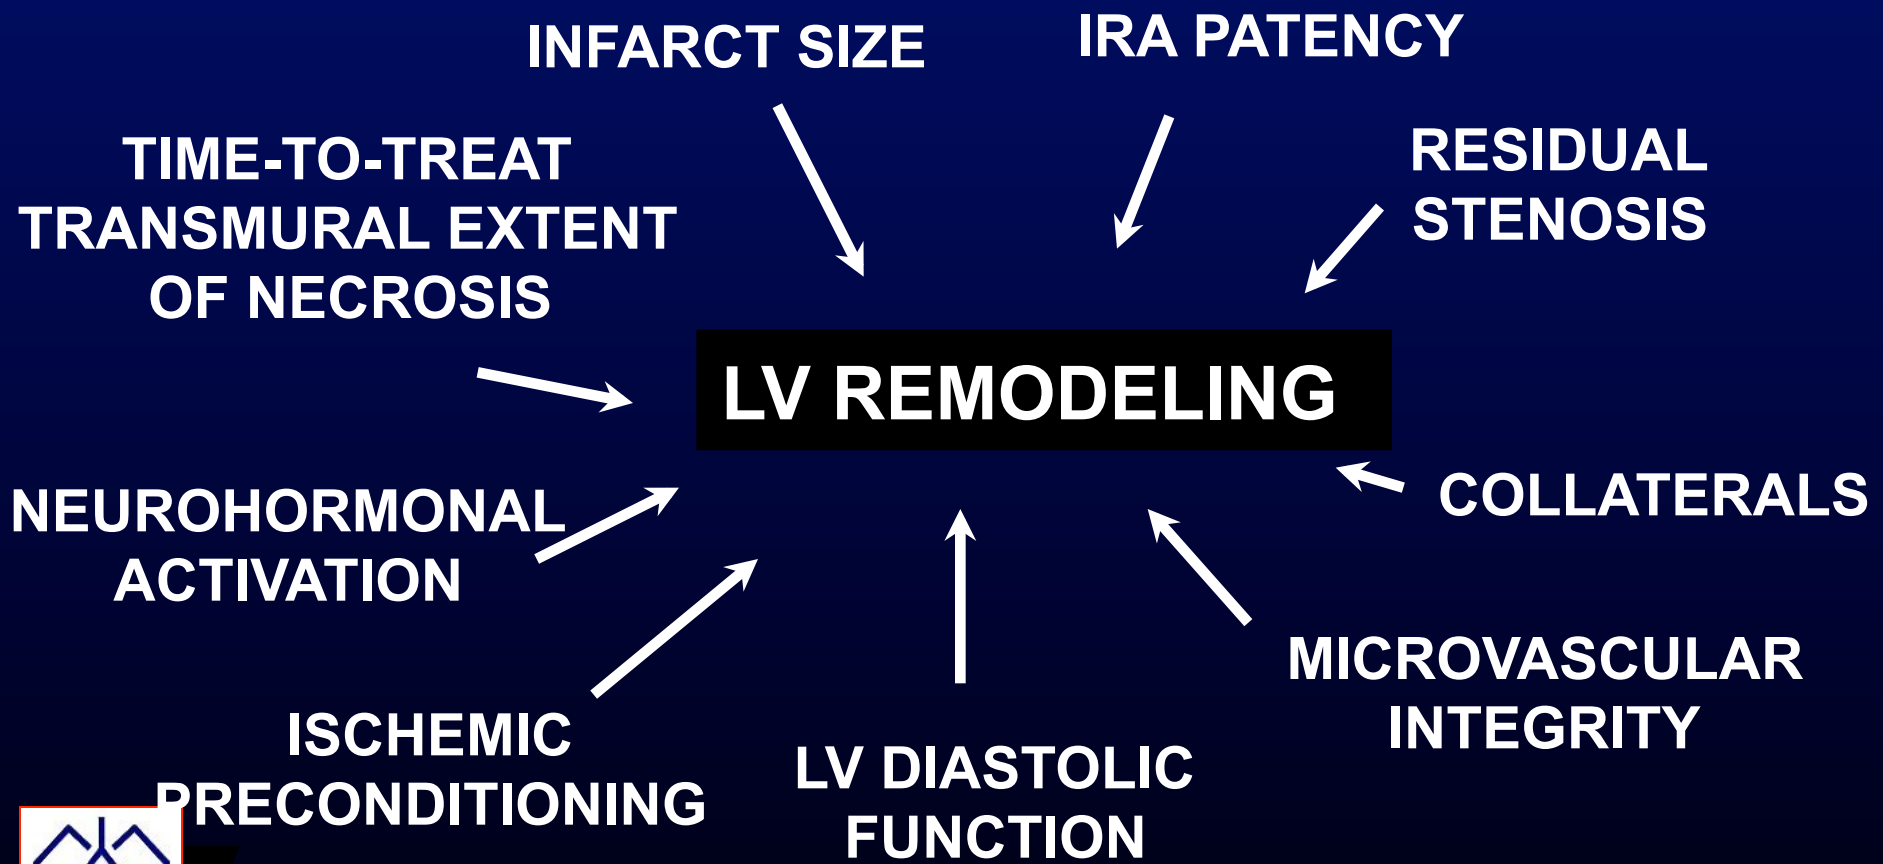 INFARCT SIZE
IRA PATENCY
TIME-TO-TREAT
TRANSMURAL EXTENT
OF NECROSIS
RESIDUAL
STENOSIS
LV REMODELING
NEUROHORMONAL
ACTIVATION
COLLATERALS
ISCHEMIC
PRECONDITIONING
LV DIASTOLIC
FUNCTION
MICROVASCULAR
INTEGRITY